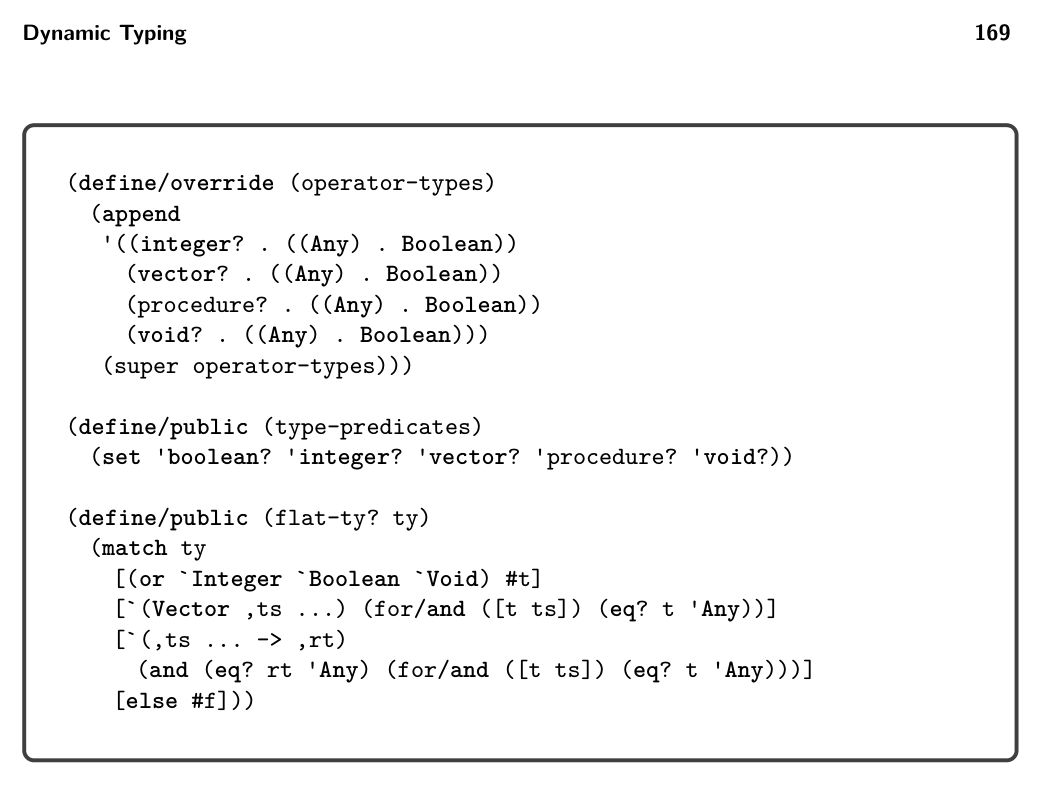 Dynamic Typing 169
(define/override (operator-types)
(append
'((integer? . ((Any) . Boolean))
(vector? . ((Any) . Boolean))
(procedure? . ((Any) . Boolean))
(void? . ((Any) . Boolean)))
(super operator-types)))
(define/public (type-predicates)
(set 'boolean? 'integer? 'vector? 'procedure? 'void?))
(define/public (flat-ty? ty)
(match ty
[(or `Integer `Boolean `Void) #t]
[`(Vector ,ts ...) (for/and ([t ts]) (eq? t 'Any))]
[`(,ts ... -> ,rt)
(and (eq? rt 'Any) (for/and ([t ts]) (eq? t 'Any)))]
[else #f]))